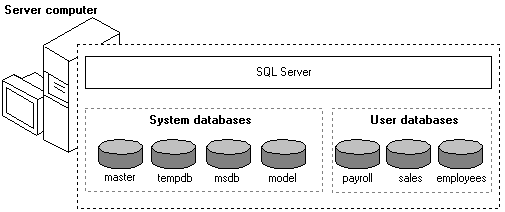 Server computer
SQL Server
System databases
User databases
master tempdb msdb model
payroll sales employees